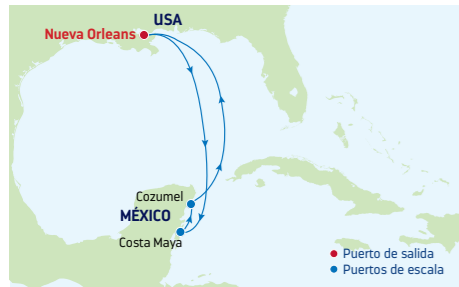 USA
Nueva Orleans
Cozumel
MÉXICO
Costa Maya
Puerto de salida
Puertos de escala